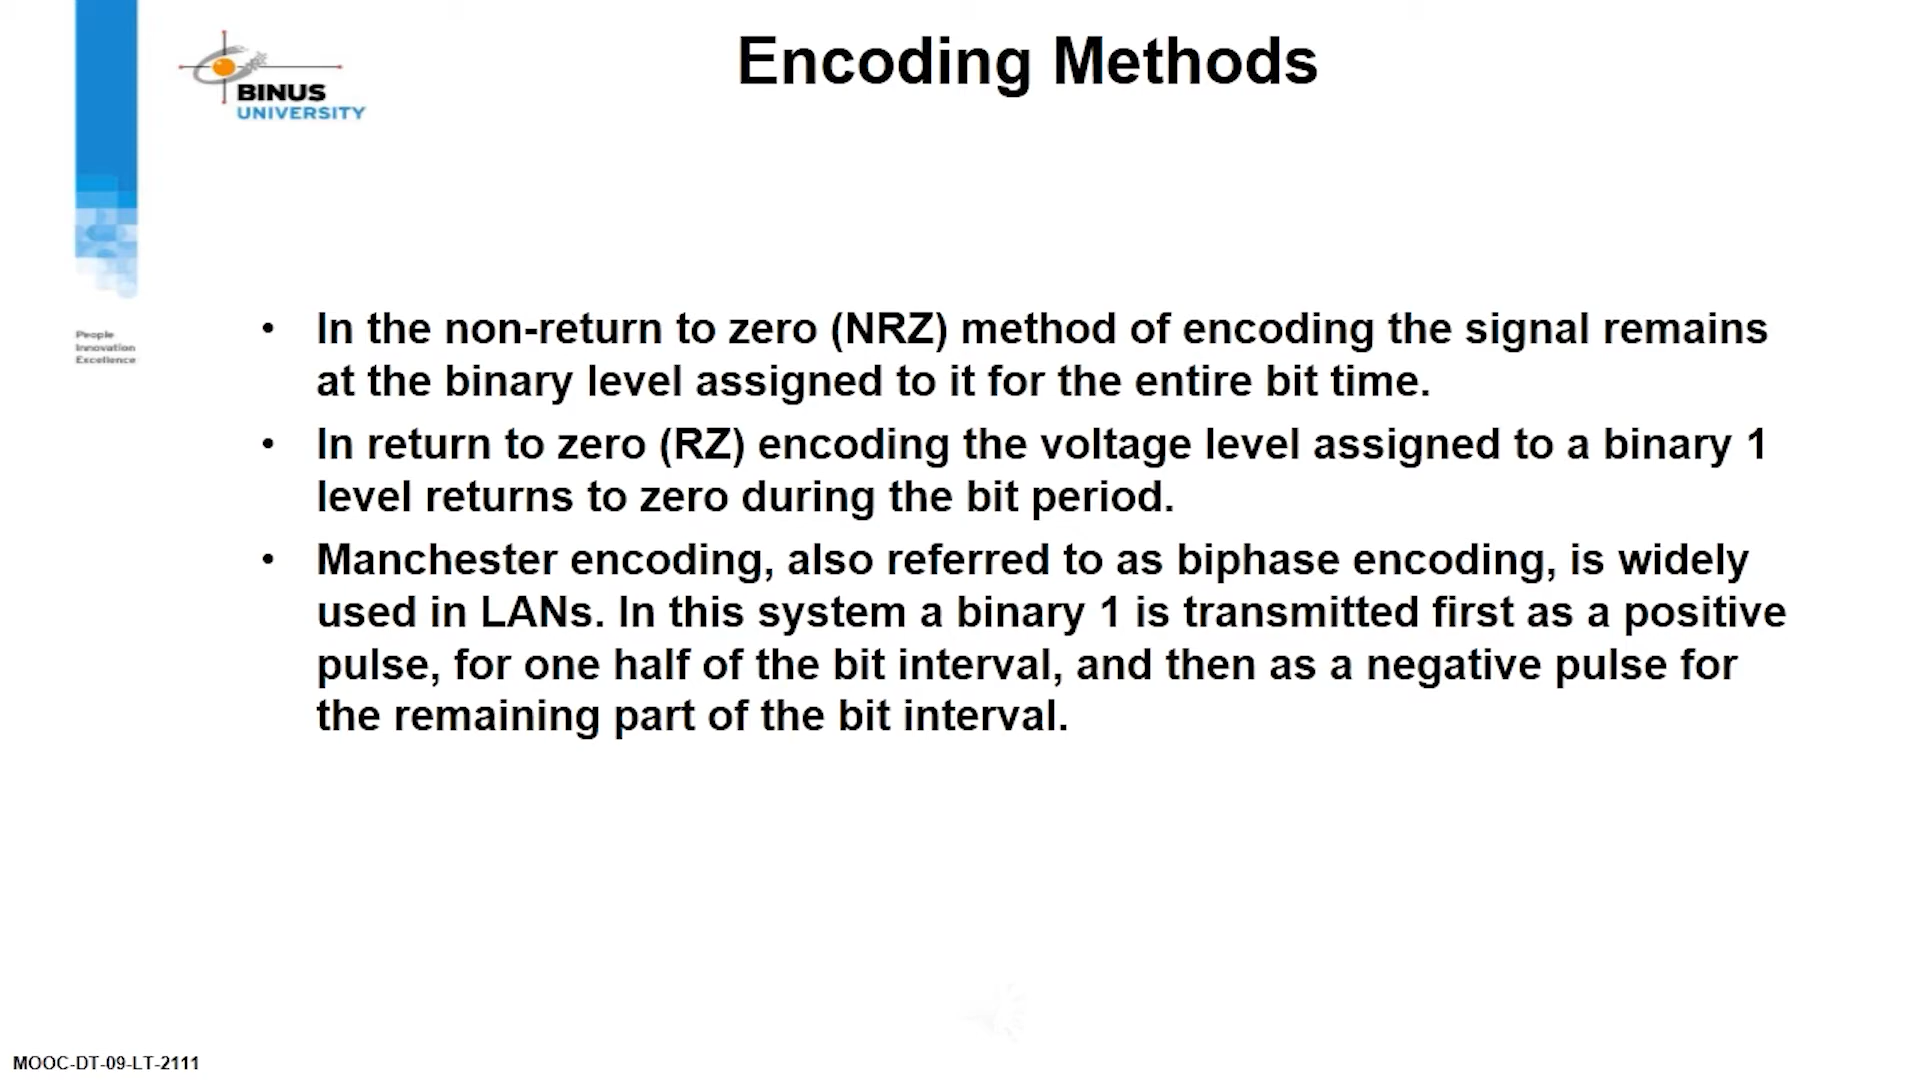 Encoding Methods
BINUS
UNIVERSITY
People
Innovation
Excellence
• In the non-return to zero (NRZ) method of encoding the signal remains
at the binary level assigned to it for the entire bit time.
• In return to zero (RZ) encoding the voltage level assigned to a binary 1
level returns to zero during the bit period.
• Manchester encoding, also referred to as biphase encoding, is widely
used in LANs. In this system a binary 1 is transmitted first as a positive
pulse, for one half of the bit interval, and then as a negative pulse for
the remaining part of the bit interval.
MOOC-DT-09-LT-2111